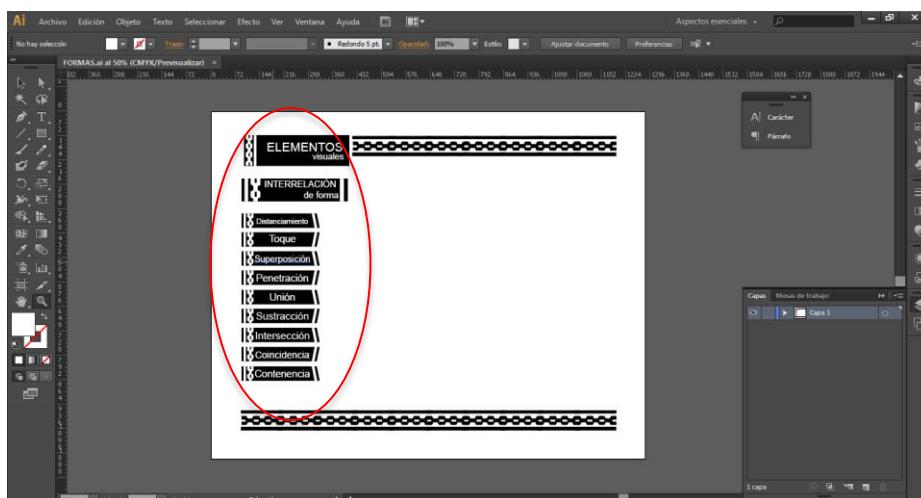 Ai Archivo Edición Objeto Texto Seleccionar Efecto Ver Ventana Ayuda Br Aspectos esenciales
No hay selección Trazo Redondo 5 pt. Opacidad 100% Estilo Ajustar documento Preferencias
FORMAS.ai al 50% (CMYK/Previsualizar) ×
ELEMENTOS
visuales
INTERRELACIÓN
de forma
Distanciamiento
Toque
Superposición
Penetración
Unión
Sustracción
Intersección
Coincidencia
Contenencia
Carácter
Párrafo
Capas Mesas de trabajo
Capa 1
1 capa